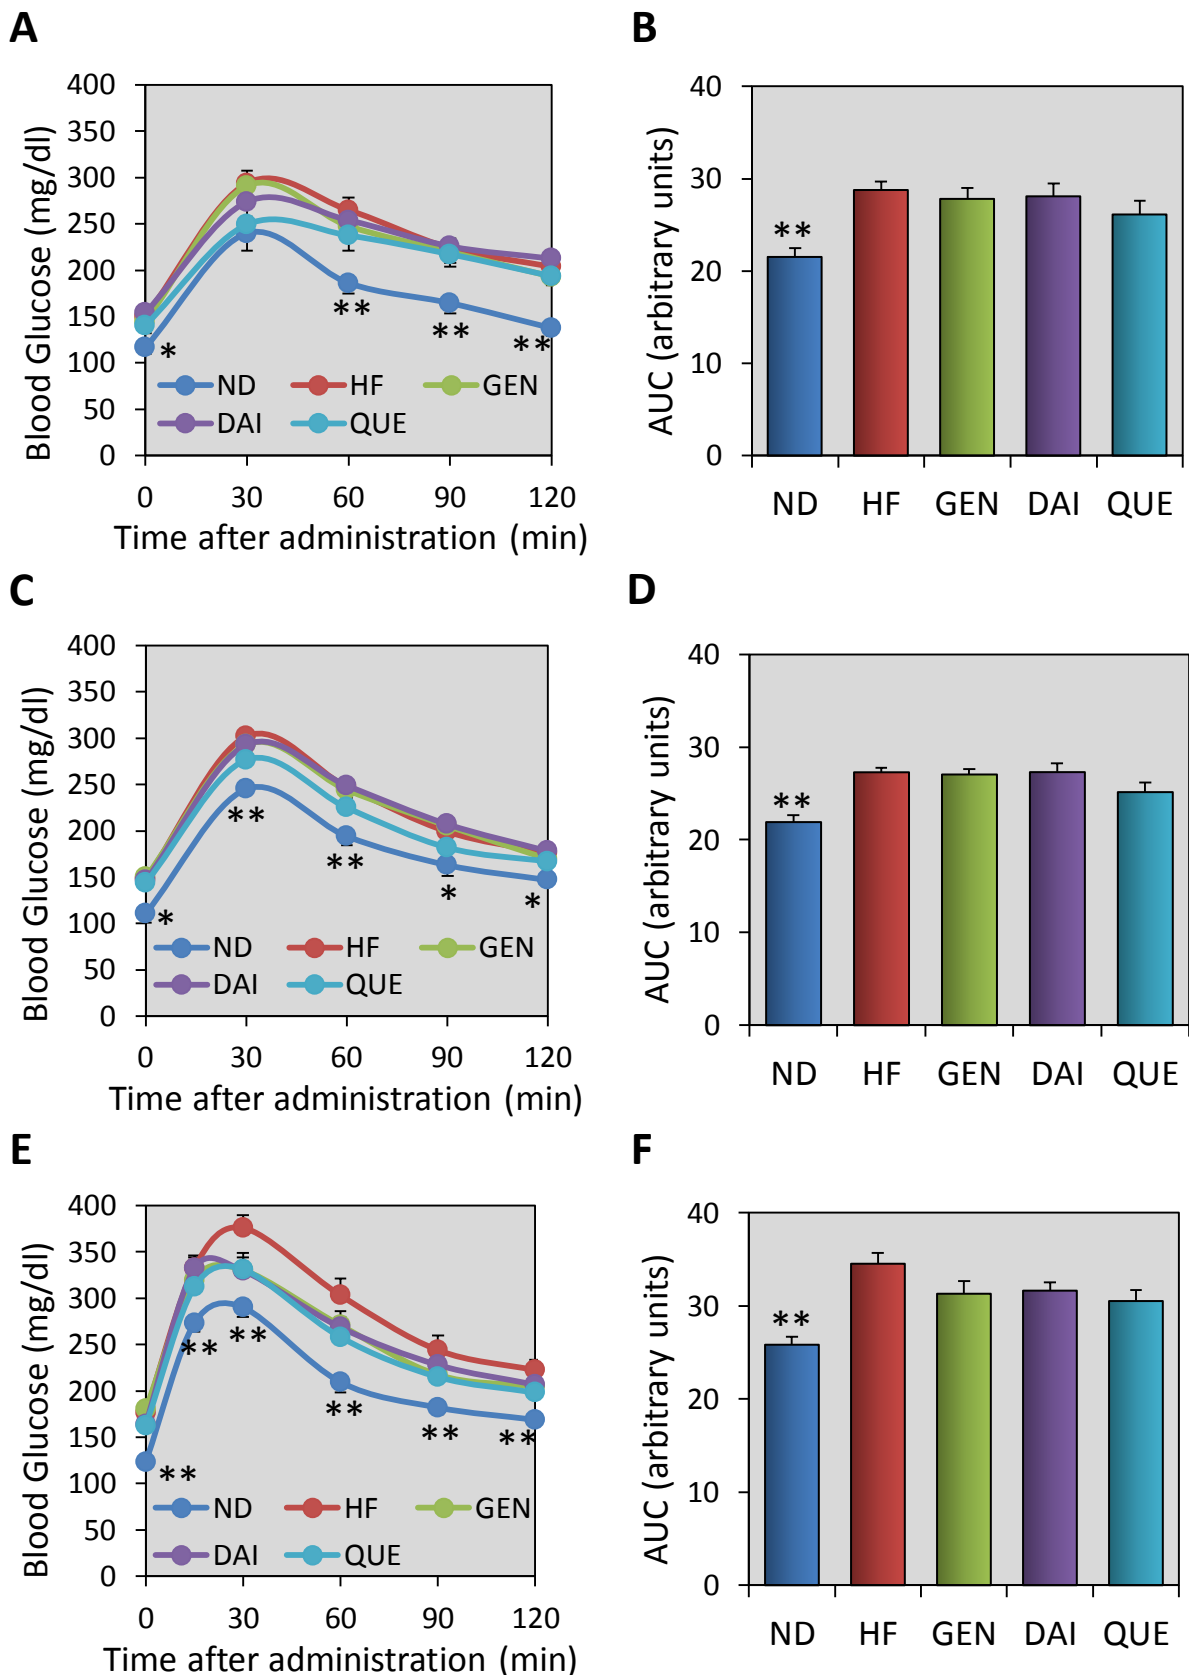 A
B
400
350
300
250
200
150
100
50
0
Blood Glucose (mg/dl)
*
**
**
**
ND HF GEN
DAI QUE
0 30 60 90 120
Time after administration (min)
40
30
20
10
0
AUC (arbitrary units)
**
ND HF GEN DAI QUE
C
D
400
350
300
250
200
150
100
50
0
Blood Glucose (mg/dl)
*
**
**
*
*
ND HF GEN
DAI QUE
0 30 60 90 120
Time after administration (min)
40
30
20
10
0
AUC (arbitrary units)
**
ND HF GEN DAI QUE
E
F
400
350
300
250
200
150
100
50
0
Blood Glucose (mg/dl)
**
**
**
**
**
**
ND HF GEN
DAI QUE
0 30 60 90 120
Time after administration (min)
40
30
20
10
0
AUC (arbitrary units)
**
ND HF GEN DAI QUE